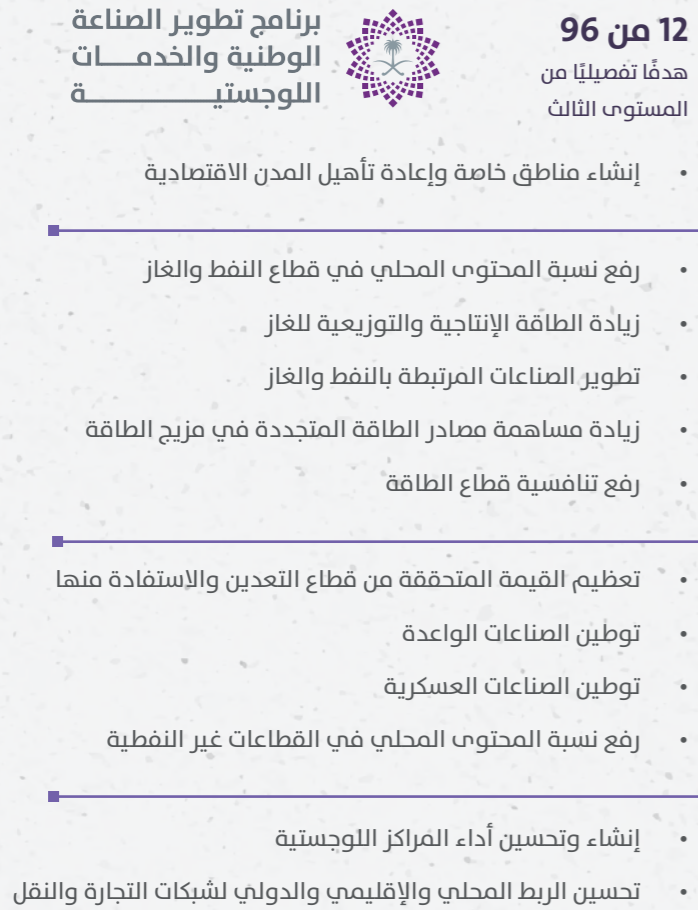 12 من 96
هدفًا تفصيليًا من
المستوى الثالث
برنامج تطوير الصناعة
الوطنية والخدمـــات
اللوجستيـــــــــــــة
• إنشاء مناطق خاصة وإعادة تأهيل المدن الاقتصادية
• رفع نسبة المحتوى المحلي في قطاع النفط والغاز
• زيادة الطاقة الإنتاجية والتوزيعية للغاز
• تطوير الصناعات المرتبطة بالنفط والغاز
• زيادة مساهمة مصادر الطاقة المتجددة في مزيج الطاقة
• رفع تنافسية قطاع الطاقة
• تعظيم القيمة المتحققة من قطاع التعدين والاستفادة منها
• توطين الصناعات الواعدة
• توطين الصناعات العسكرية
• رفع نسبة المحتوى المحلي في القطاعات غير النفطية
• إنشاء وتحسين أداء المراكز اللوجستية
• تحسين الربط المحلي والإقليمي والدولي لشبكات التجارة والنقل